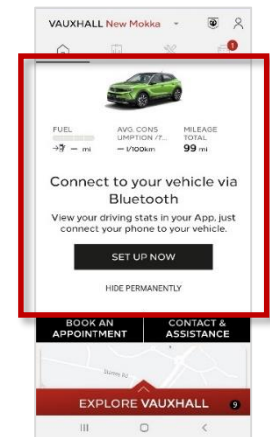 VAUXHALL New Mokka
1
FUEL
AVG. CONS
UMPTION /7...
MILEAGE
TOTAL
— mi
— l/100km
99 mi
Connect to your vehicle via
Bluetooth
View your driving stats in your App, just
connect your phone to your vehicle.
SET UP NOW
HIDE PERMANENTLY
BOOK AN
APPOINTMENT
CONTACT &
ASSISTANCE
EXPLORE VAUXHALL
9